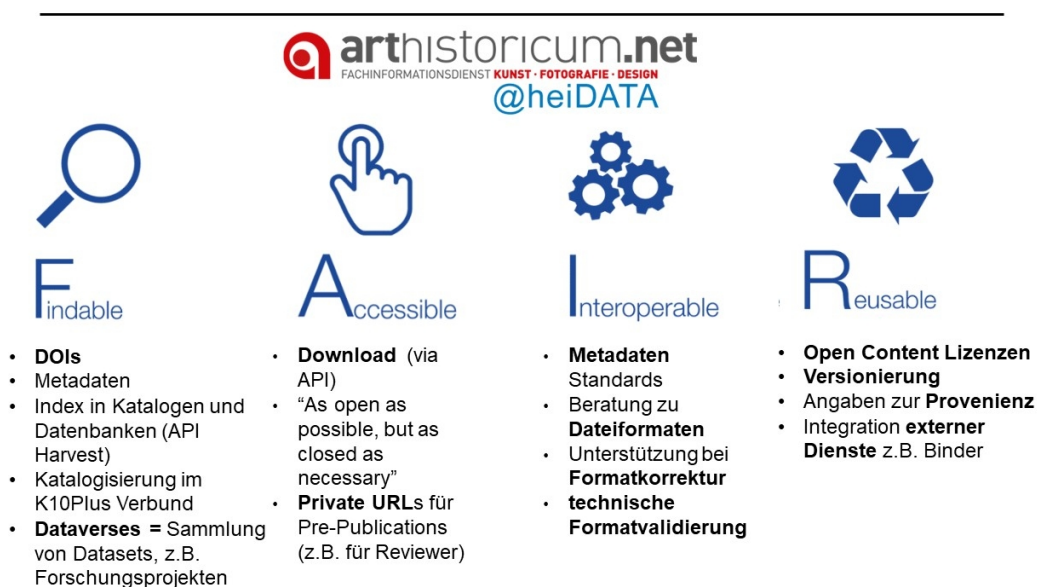 arthistoricum.net
FACHINFORMATIONSDIENST KUNST · FOTOGRAFIE · DESIGN
@heiDATA
Findable
• DOIs
• Metadaten
• Index in Katalogen und
Datenbanken (API
Harvest)
• Katalogisierung im
K10Plus Verbund
• Dataverses = Sammlung
von Datasets, z.B.
Forschungsprojekten
Accessible
• Download (via
API)
• “As open as
possible, but as
closed as
necessary”
• Private URLs für
Pre-Publications
(z.B. für Reviewer)
Interoperable
• Metadaten
Standards
• Beratung zu
Dateiformaten
• Unterstützung bei
Formatkorrektur
• technische
Formatvalidierung
Reusable
• Open Content Lizenzen
• Versionierung
• Angaben zur Provenienz
• Integration externer
Dienste z.B. Binder